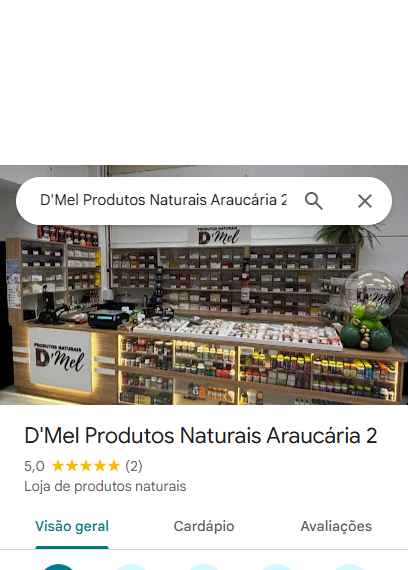 D'Mel Produtos Naturais Araucária 2
PRODUTOS NATURAIS
D'Mel
PRODUTOS NATURAIS
D'Mel
D'Mel Produtos Naturais Araucária 2
5,0 ★★★★★ (2)
Loja de produtos naturais
Visão geral Cardápio Avaliações